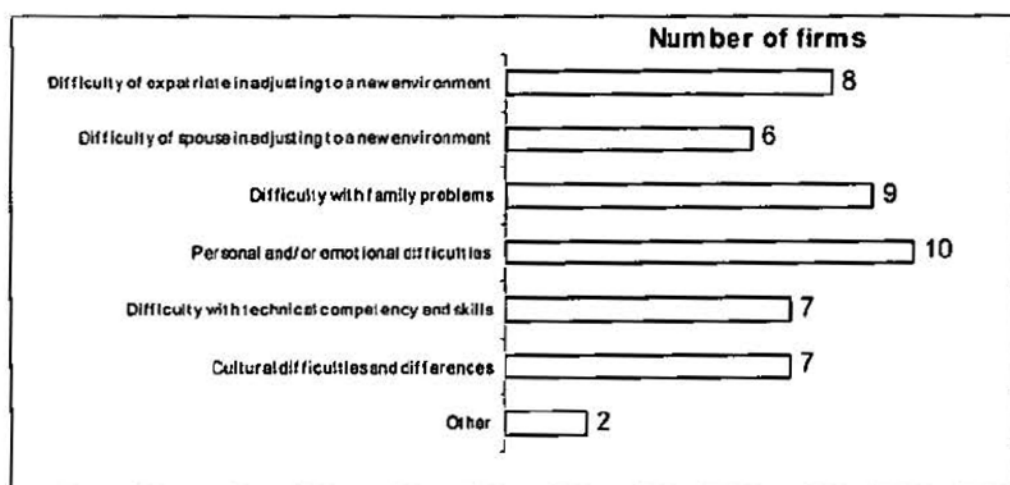 Number of firms
Difficulty of expatriate in adjusting to a new environment 8
Difficulty of spouse in adjusting to a new environment 6
Difficulty with family problems 9
Personal and/or emotional difficulties 10
Difficulty with technical competency and skills 7
Cultural difficulties and differences 7
Other 2